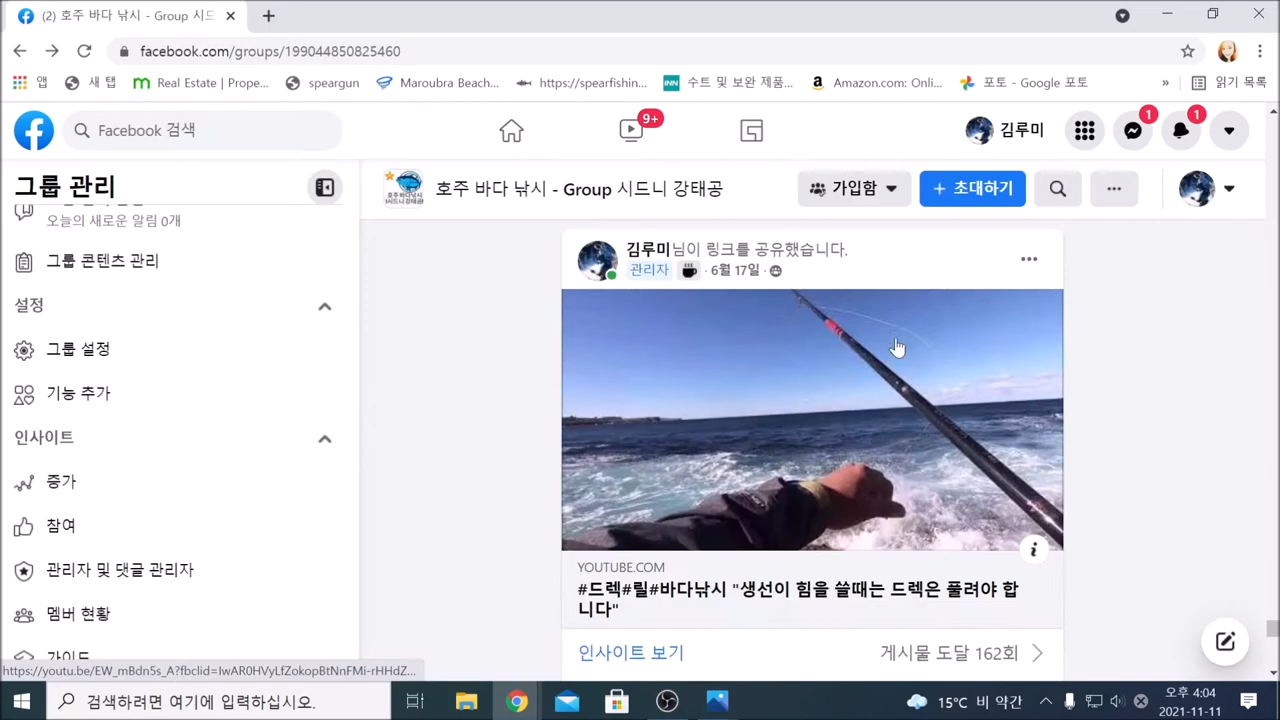 (2) 호주 바다 낚시 - Group 시드
facebook.com/groups/199044850825460
앱 새 탭 Real Estate | Prope... speargun Maroubra Beach... https://spearfishin... 수트 및 보완 제품... Amazon.com: Onli... 포토 - Google 포토 » 읽기 목록
Facebook 검색
9+
김루미
1
1
그룹 관리
호주 바다 낚시 - Group 시드니 강태공
가입함
+ 초대하기
오늘의 새로운 알림 0개
그룹 콘텐츠 관리
설정
그룹 설정
기능 추가
인사이트
증가
참여
관리자 및 댓글 관리자
멤버 현황
가이드
김루미님이 링크를 공유했습니다.
관리자 · 6월 17일 ·
YOUTUBE.COM
#드렉#릴#바다낚시 "생선이 힘을 쓸때는 드렉은 풀려야 합
니다"
인사이트 보기
게시물 도달 162회
https://youtu.be/EW_mBdn5s_A?fbclid=IwAR0HVyLfZokopBtNnFMi-rHHdZ...
검색하려면 여기에 입력하십시오.
15°C 비 약간
오후 4:04
2021-11-11